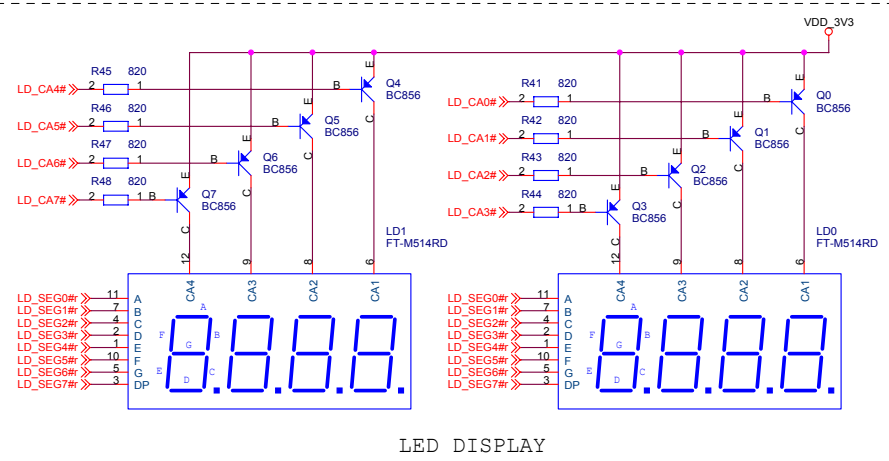 VDD_3V3
R45 820
LD_CA4# 2 1 B E Q4 BC856 C
R46 820
LD_CA5# 2 1 B E Q5 BC856 C
R47 820
LD_CA6# 2 1 B E Q6 BC856 C
R48 820
LD_CA7# 2 1 B E Q7 BC856 C
LD1
FT-M514RD
12 9 8 6
CA4 CA3 CA2 CA1
LD_SEG0#r 11 A
LD_SEG1#r 7 B
LD_SEG2#r 4 C
LD_SEG3#r 2 D
LD_SEG4#r 1 E
LD_SEG5#r 10 F
LD_SEG6#r 5 G
LD_SEG7#r 3 DP
A
F B
G
E C
D
R41 820
LD_CA0# 2 1 B E Q0 BC856 C
R42 820
LD_CA1# 2 1 B E Q1 BC856 C
R43 820
LD_CA2# 2 1 B E Q2 BC856 C
R44 820
LD_CA3# 2 1 B E Q3 BC856 C
LD0
FT-M514RD
12 9 8 6
CA4 CA3 CA2 CA1
LD_SEG0#r 11 A
LD_SEG1#r 7 B
LD_SEG2#r 4 C
LD_SEG3#r 2 D
LD_SEG4#r 1 E
LD_SEG5#r 10 F
LD_SEG6#r 5 G
LD_SEG7#r 3 DP
A
F B
G
E C
D
LED DISPLAY